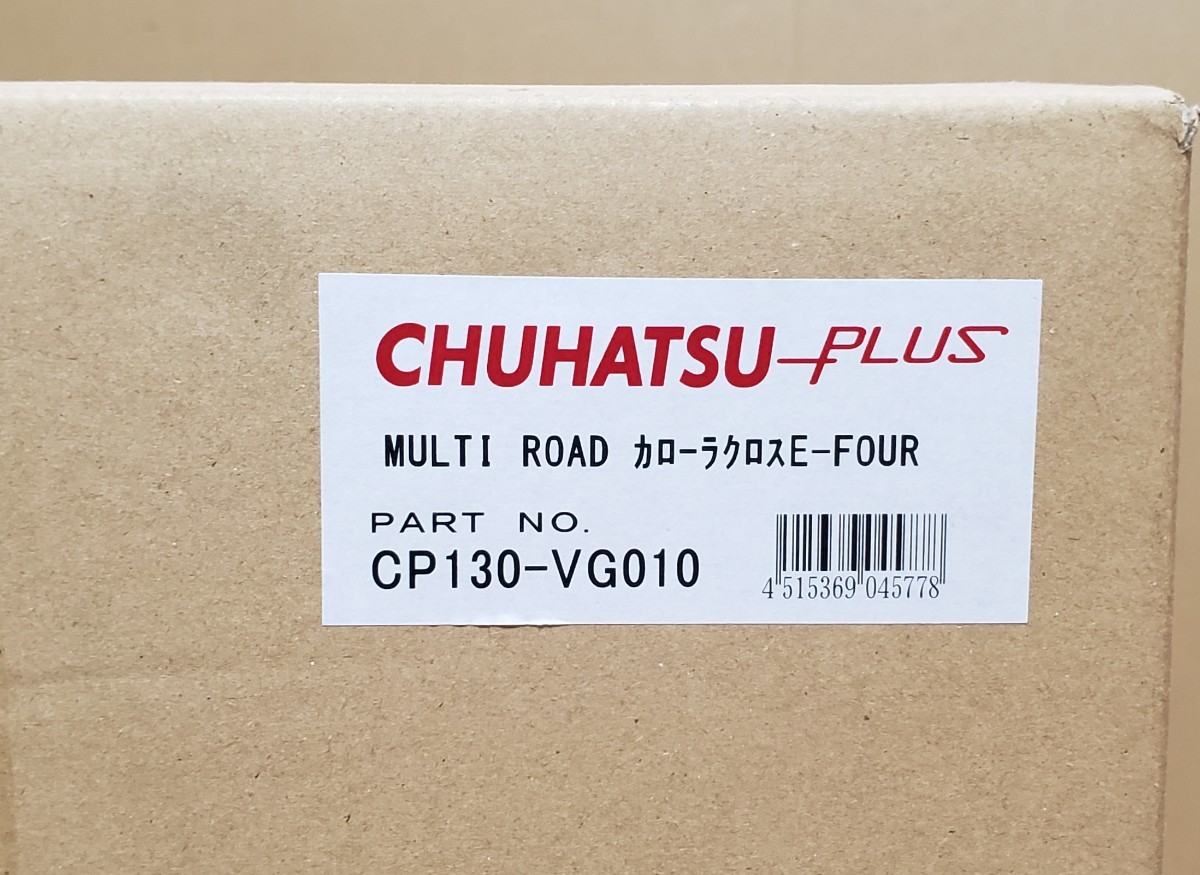 CHUHATSU PLUS
MULTI ROAD ｶﾛｰﾗｸﾛｽE-FOUR
PART NO.
CP130-VG010
4 515369 045778